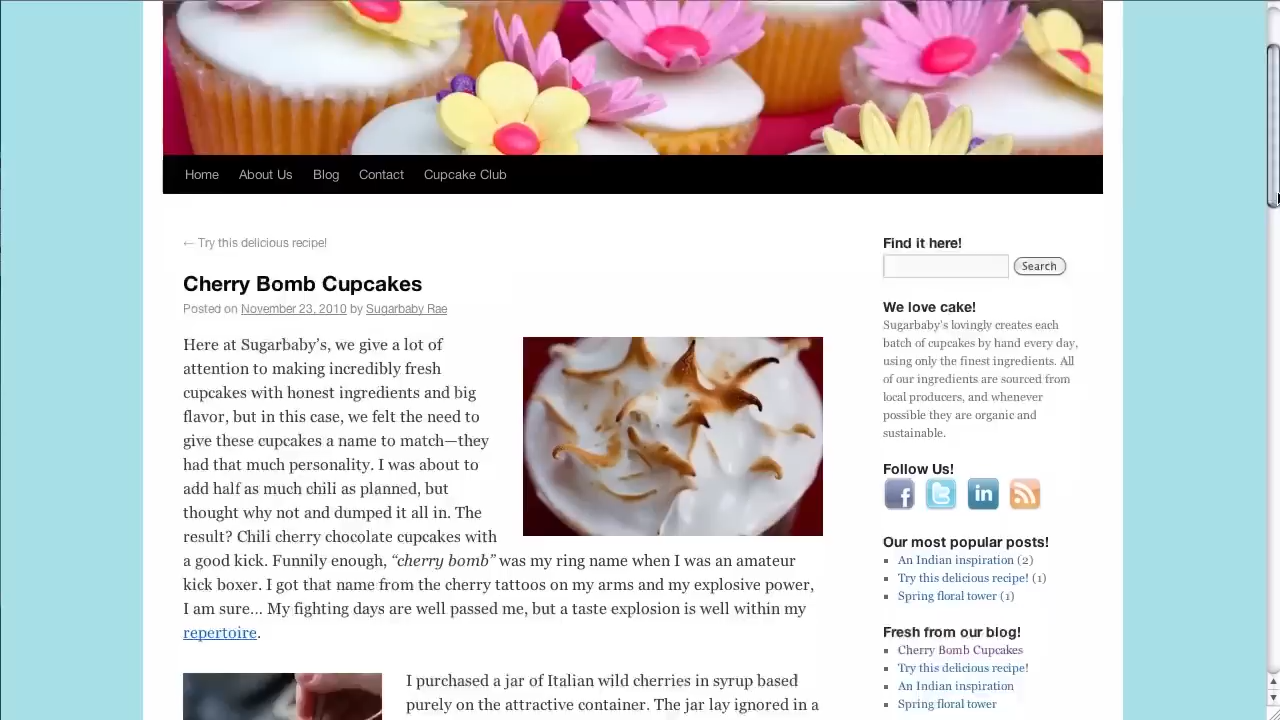 Home About Us Blog Contact Cupcake Club
← Try this delicious recipe!
Cherry Bomb Cupcakes
Posted on November 23, 2010 by Sugarbaby Rae
Here at Sugarbaby's, we give a lot of
attention to making incredibly fresh
cupcakes with honest ingredients and big
flavor, but in this case, we felt the need to
give these cupcakes a name to match—they
had that much personality. I was about to
add half as much chili as planned, but
thought why not and dumped it all in. The
result? Chili cherry chocolate cupcakes with
a good kick. Funnily enough, “cherry bomb” was my ring name when I was an amateur
kick boxer. I got that name from the cherry tattoos on my arms and my explosive power,
I am sure... My fighting days are well passed me, but a taste explosion is well within my
repertoire.
I purchased a jar of Italian wild cherries in syrup based
purely on the attractive container. The jar lay ignored in a
Find it here!
Search
We love cake!
Sugarbaby's lovingly creates each
batch of cupcakes by hand every day,
using only the finest ingredients. All
of our ingredients are sourced from
local producers, and whenever
possible they are organic and
sustainable.
Follow Us!
Our most popular posts!
An Indian inspiration (2)
Try this delicious recipe! (1)
Spring floral tower (1)
Fresh from our blog!
Cherry Bomb Cupcakes
Try this delicious recipe!
An Indian inspiration
Spring floral tower